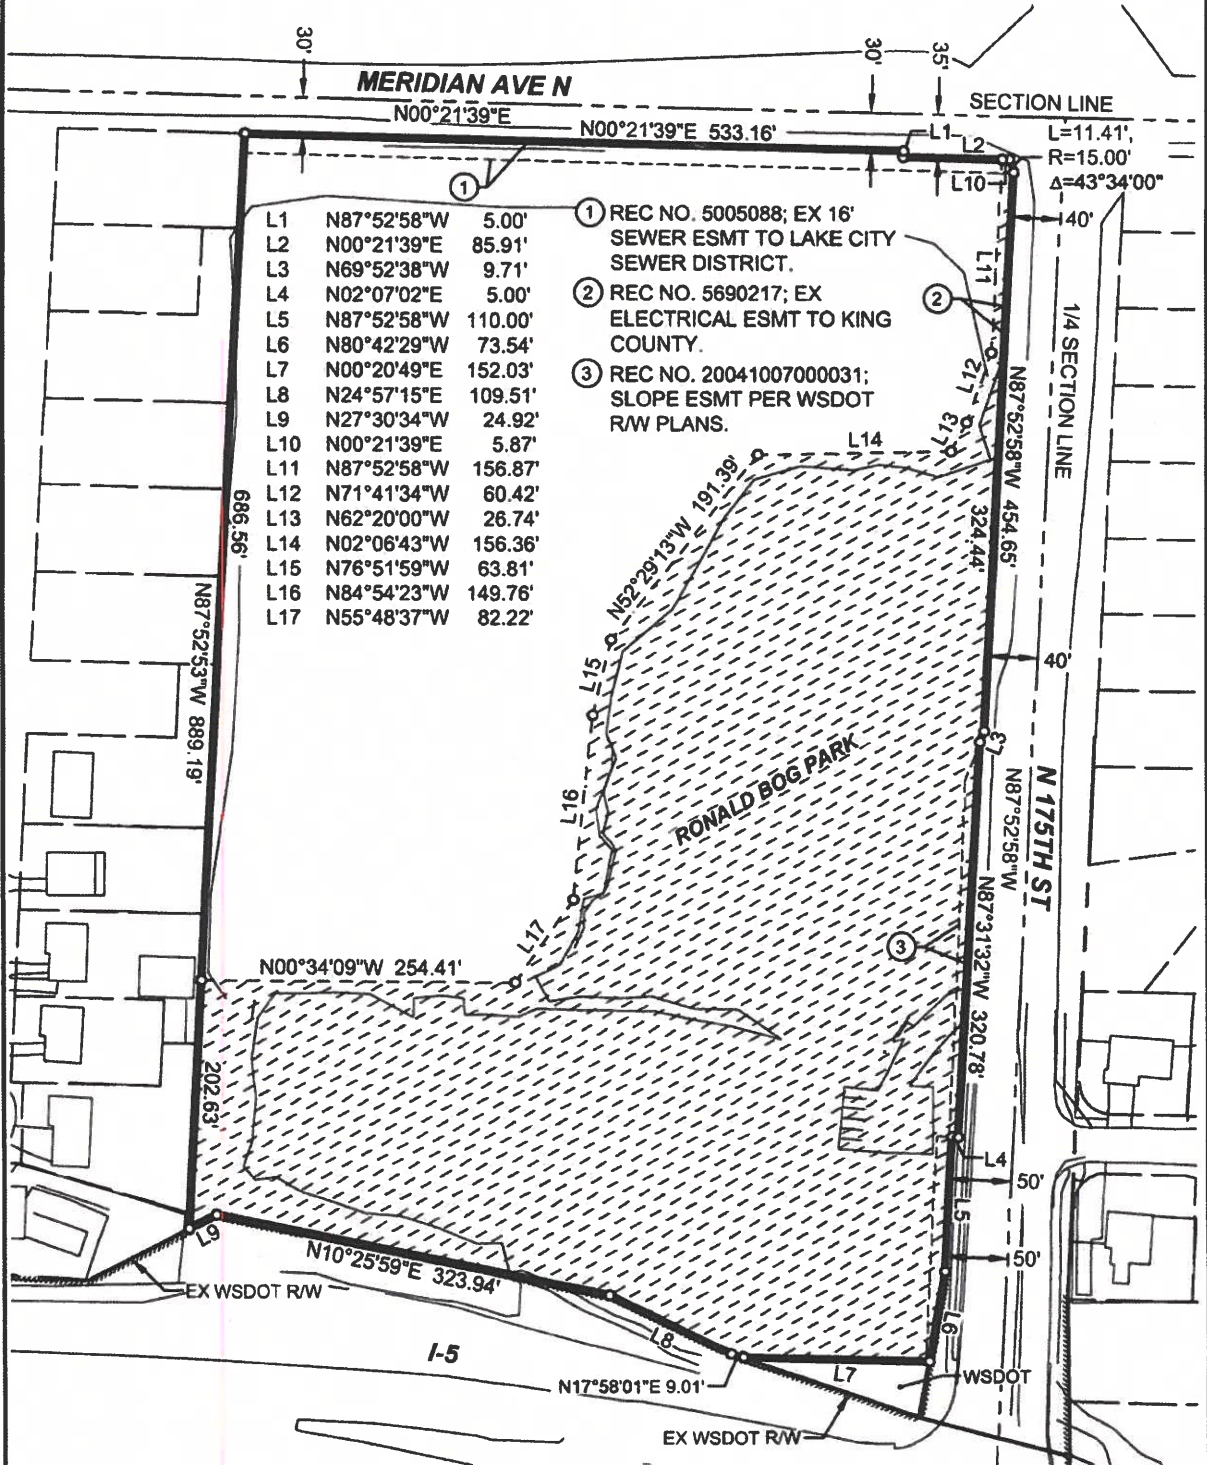 30'
30'
35'
MERIDIAN AVE N
SECTION LINE
N00°21'39"E
N00°21'39"E 533.16'
L1
L2
L=11.41',
R=15.00'
Δ=43°34'00"
L10
1
40'
L1 N87°52'58"W 5.00'
L2 N00°21'39"E 85.91'
L3 N69°52'38"W 9.71'
L4 N02°07'02"E 5.00'
L5 N87°52'58"W 110.00'
L6 N80°42'29"W 73.54'
L7 N00°20'49"E 152.03'
L8 N24°57'15"E 109.51'
L9 N27°30'34"W 24.92'
L10 N00°21'39"E 5.87'
L11 N87°52'58"W 156.87'
L12 N71°41'34"W 60.42'
L13 N62°20'00"W 26.74'
L14 N02°06'43"W 156.36'
L15 N76°51'59"W 63.81'
L16 N84°54'23"W 149.76'
L17 N55°48'37"W 82.22'
1 REC NO. 5005088; EX 16'
SEWER ESMT TO LAKE CITY
SEWER DISTRICT.
2 REC NO. 5690217; EX
ELECTRICAL ESMT TO KING
COUNTY.
3 REC NO. 20041007000031;
SLOPE ESMT PER WSDOT
R/W PLANS.
L11
2
1/4 SECTION LINE
L12
L13
L14
N87°52'58"W 454.65'
324.44'
N52°29'13"W 191.39'
686.56'
N87°52'53"W 889.19'
L15
40'
L3
RONALD BOG PARK
L16
N87°52'58"W
N 175TH ST
N87°31'32"W 320.78'
L17
3
N00°34'09"W 254.41'
202.63'
L4
50'
L5
L9
N10°25'59"E 323.94'
50'
EX WSDOT R/W
L8
L6
I-5
L7
WSDOT
N17°58'01"E 9.01'
EX WSDOT R/W